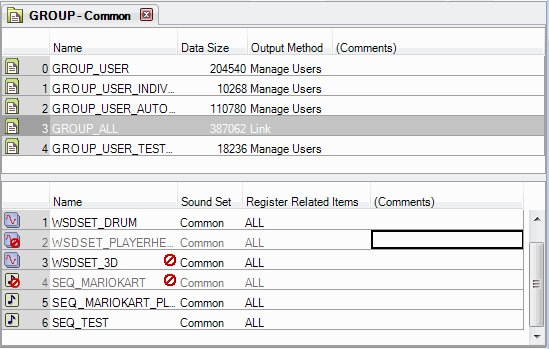 GROUP - Common
Name Data Size Output Method (Comments)
0 GROUP_USER 204540 Manage Users
1 GROUP_USER_INDIV... 10268 Manage Users
2 GROUP_USER_AUTO... 110780 Manage Users
3 GROUP_ALL 387062 Link
4 GROUP_USER_TEST... 18236 Manage Users
Name Sound Set Register Related Items (Comments)
1 WSDSET_DRUM Common ALL
2 WSDSET_PLAYERHE... Common ALL
3 WSDSET_3D Common ALL
4 SEQ_MARIOKART Common ALL
5 SEQ_MARIOKART_PL... Common ALL
6 SEQ_TEST Common ALL